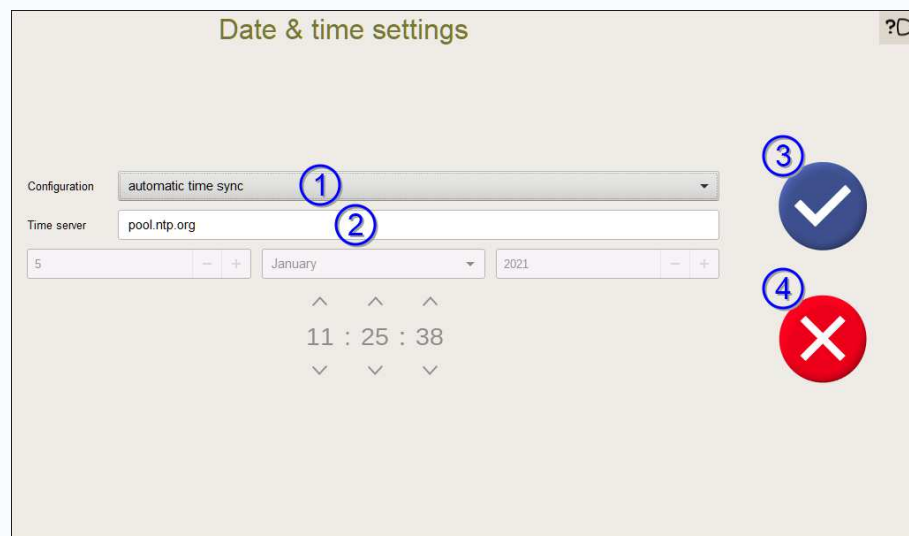 Date & time settings
?
3
Configuration automatic time sync 1
Time server pool.ntp.org 2
5 - + January 2021 - +
4
11 : 25 : 38